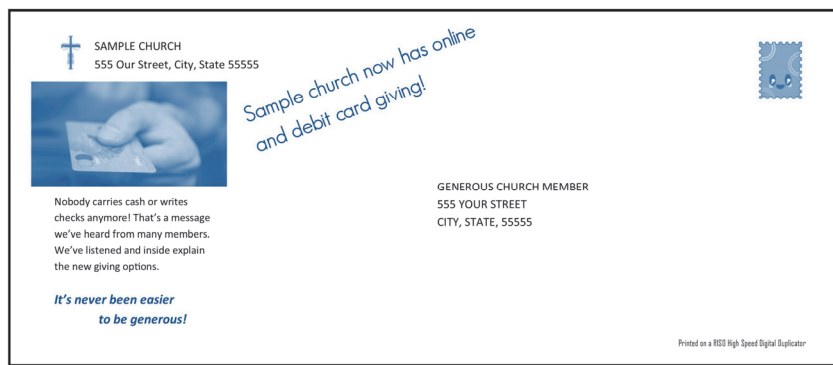 SAMPLE CHURCH
555 Our Street, City, State 55555
Sample church now has online
and debit card giving!
Nobody carries cash or writes
checks anymore! That's a message
we've heard from many members.
We've listened and inside explain
the new giving options.
It's never been easier
to be generous!
GENEROUS CHURCH MEMBER
555 YOUR STREET
CITY, STATE, 55555
Printed on a RISO High Speed Digital Duplicator